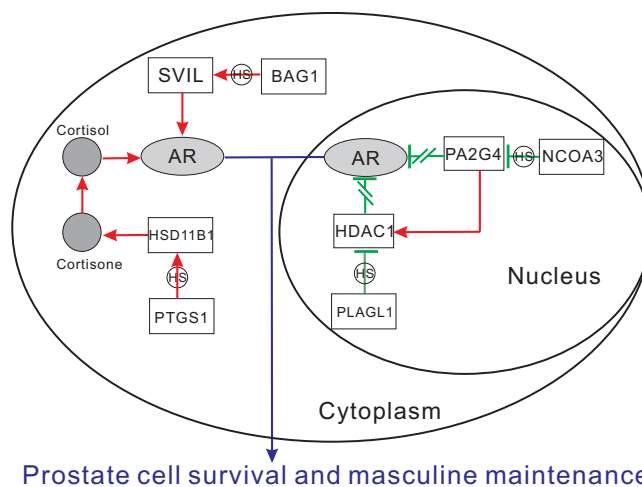 SVIL
HS
BAG1
Cortisol
AR
AR
PA2G4
HS
NCOA3
HSD11B1
HDAC1
Cortisone
HS
HS
Nucleus
PTGS1
PLAGL1
Cytoplasm
Prostate cell survival and masculine maintenance